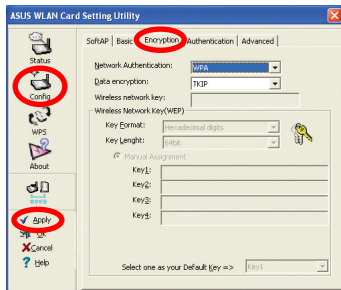 ASUS WLAN Card Setting Utility
SoftAP Basic Encryption Authentication Advanced
Status
Config
WPS
About
Apply
Ok
Cancel
Help
Network Authentication: WPA
Data encryption: TKIP
Wireless network key:
Wireless Network Key(WEP)
Key Format: Hexadecimal digits
Key Lenght: 64bit
Manual Assignment
Key1:
Key2:
Key3:
Key4:
Select one as your Default Key => Key1